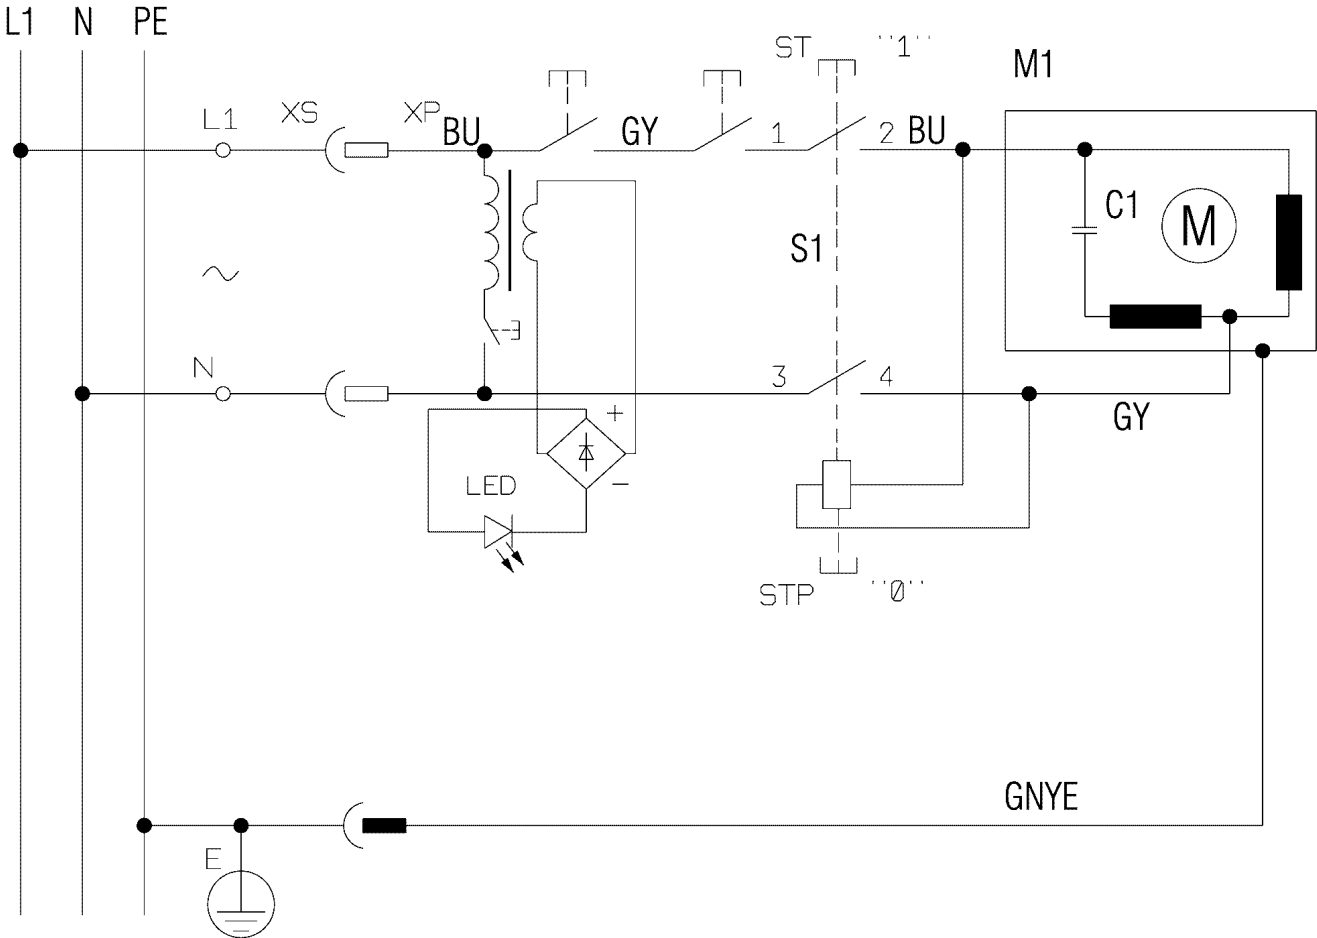 L1 N PE
ST "1"
M1
L1 XS XP BU GY 1 2 BU
C1
M
S1
N 3 4
GY
+
LED
−
STP "0"
GNYE
E